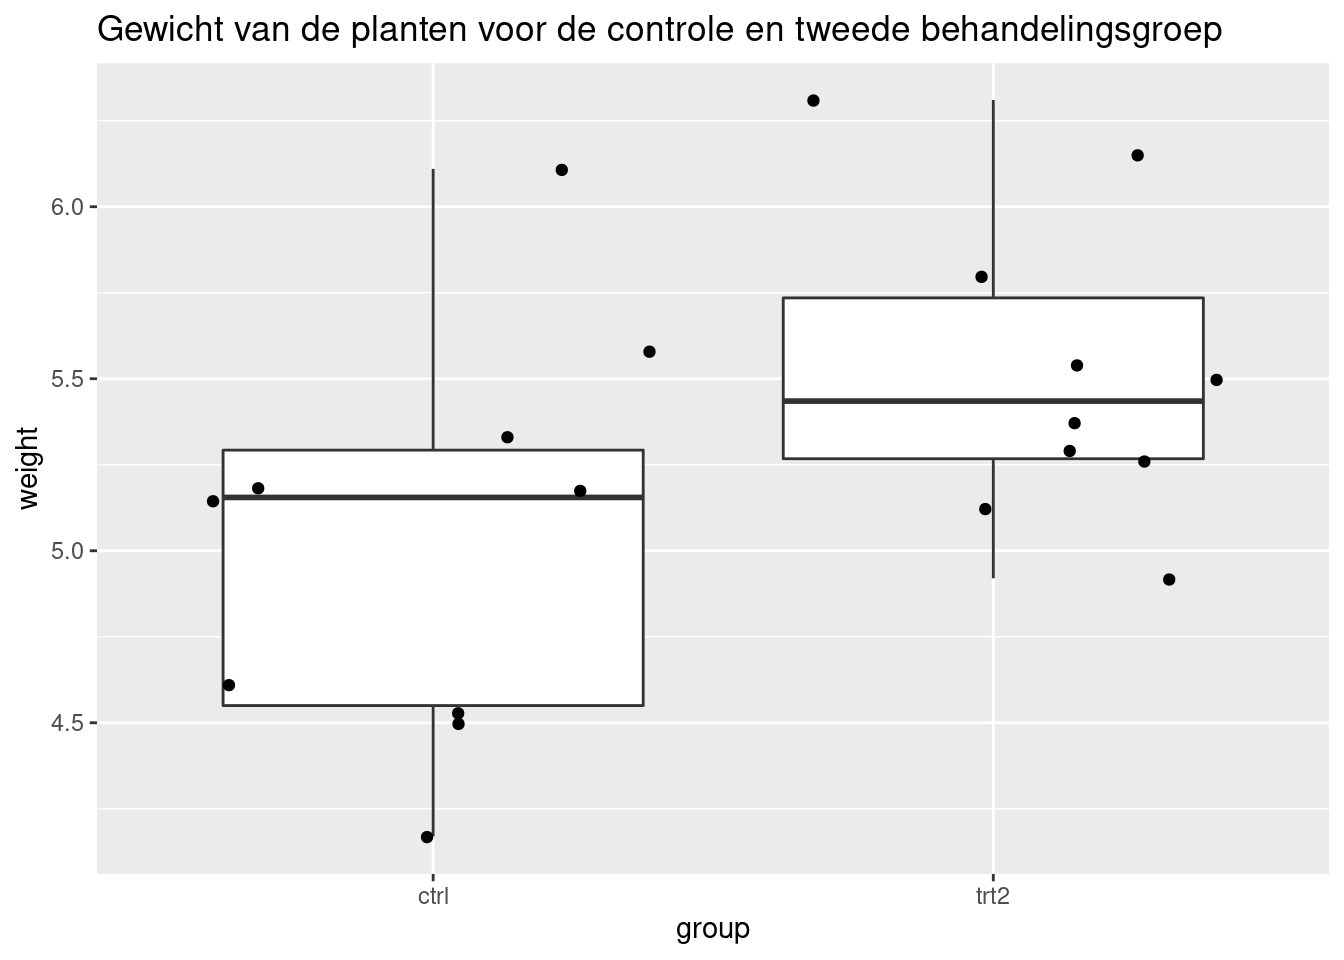 Gewicht van de planten voor de controle en tweede behandelingsgroep
6.0
5.5
5.0
4.5
weight
ctrl trt2
group